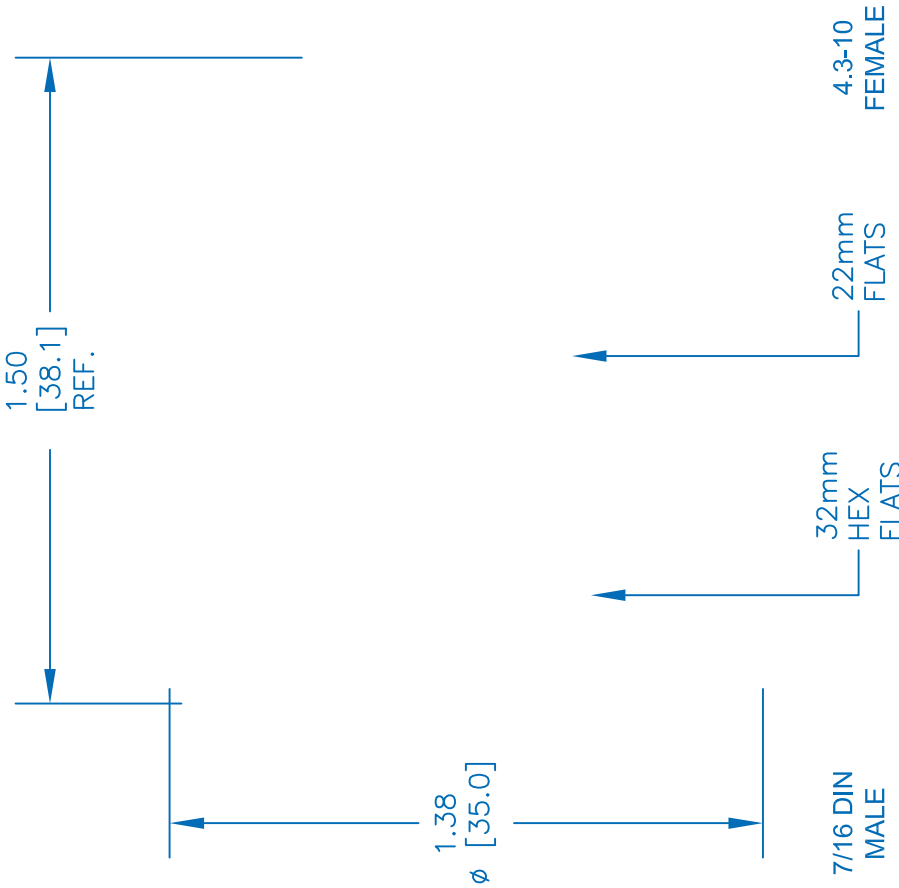 1.50
[38.1]
REF.
4.3-10
FEMALE
22mm
FLATS
32mm
HEX
FLATS
1.38
ø [35.0]
7/16 DIN
MALE